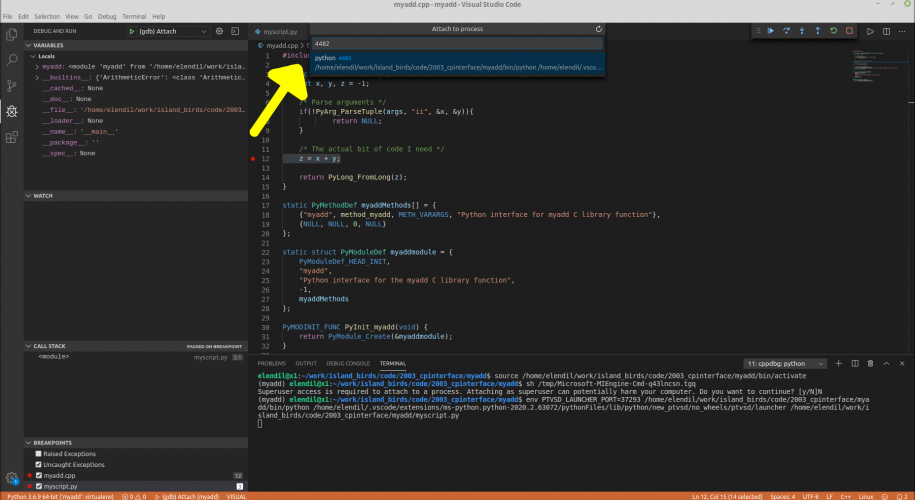 myadd.cpp - myadd - Visual Studio Code
File Edit Selection View Go Debug Terminal Help
DEBUG AND RUN (gdb) Attach
myscript.py
Attach to process
4482
python 4482
/home/elendil/work/island_birds/code/2003_cpinterface/myadd/bin/python /home/elendil/.vsco...
VARIABLES
Locals
myadd: <module 'myadd' from '/home/elendil/work/isla...
__builtins__: {'ArithmeticError': <class 'Arithmetic...
__cached__: None
__doc__: None
__file__: '/home/elendil/work/island_birds/code/2003...
__loader__: None
__name__: '__main__'
__package__: ''
__spec__: None
WATCH
CALL STACK PAUSED ON BREAKPOINT
<module> myscript.py 3:1
BREAKPOINTS
Raised Exceptions
Uncaught Exceptions
myadd.cpp 12
myscript.py 3
myadd.cpp
1 #inclu
2
3
4 t x, y, z = -1;
6 /* Parse arguments */
if(!PyArg_ParseTuple(args, "ii", &x, &y)){
return NULL;
9 }
10
11 /* The actual bit of code I need */
12 z = x + y;
13
14 return PyLong_FromLong(z);
15 }
16
17 static PyMethodDef myaddMethods[] = {
18 {"myadd", method_myadd, METH_VARARGS, "Python interface for myadd C library function"},
19 {NULL, NULL, 0, NULL}
20 };
21
22 static struct PyModuleDef myaddmodule = {
23 PyModuleDef_HEAD_INIT,
24 "myadd",
25 "Python interface for the myadd C library function",
26 -1,
27 myaddMethods
28 };
29
30 PyMODINIT_FUNC PyInit_myadd(void) {
31 return PyModule_Create(&myaddmodule);
32 }
PROBLEMS OUTPUT DEBUG CONSOLE TERMINAL 11: cppdbg: python
elendil@x1:~/work/island_birds/code/2003_cpinterface/myadd$ source /home/elendil/work/island_birds/code/2003_cpinterface/myadd/bin/activate
(myadd) elendil@x1:~/work/island_birds/code/2003_cpinterface/myadd$ sh /tmp/Microsoft-MIEngine-Cmd-q43lncsn.tgq
Superuser access is required to attach to a process. Attaching as superuser can potentially harm your computer. Do you want to continue? [y/N]N
(myadd) elendil@x1:~/work/island_birds/code/2003_cpinterface/myadd$ env PTVSD_LAUNCHER_PORT=37293 /home/elendil/work/island_birds/code/2003_cpinterface/mya
dd/bin/python /home/elendil/.vscode/extensions/ms-python.python-2020.2.63072/pythonFiles/lib/python/new_ptvsd/no_wheels/ptvsd/launcher /home/elendil/work/i
sland_birds/code/2003_cpinterface/myadd/myscript.py
Python 3.6.9 64-bit ('myadd': virtualenv) 0 0 (gdb) Attach (myadd) VISUAL Ln 12, Col 15 (14 selected) Spaces: 4 UTF-8 LF C++ Linux 2